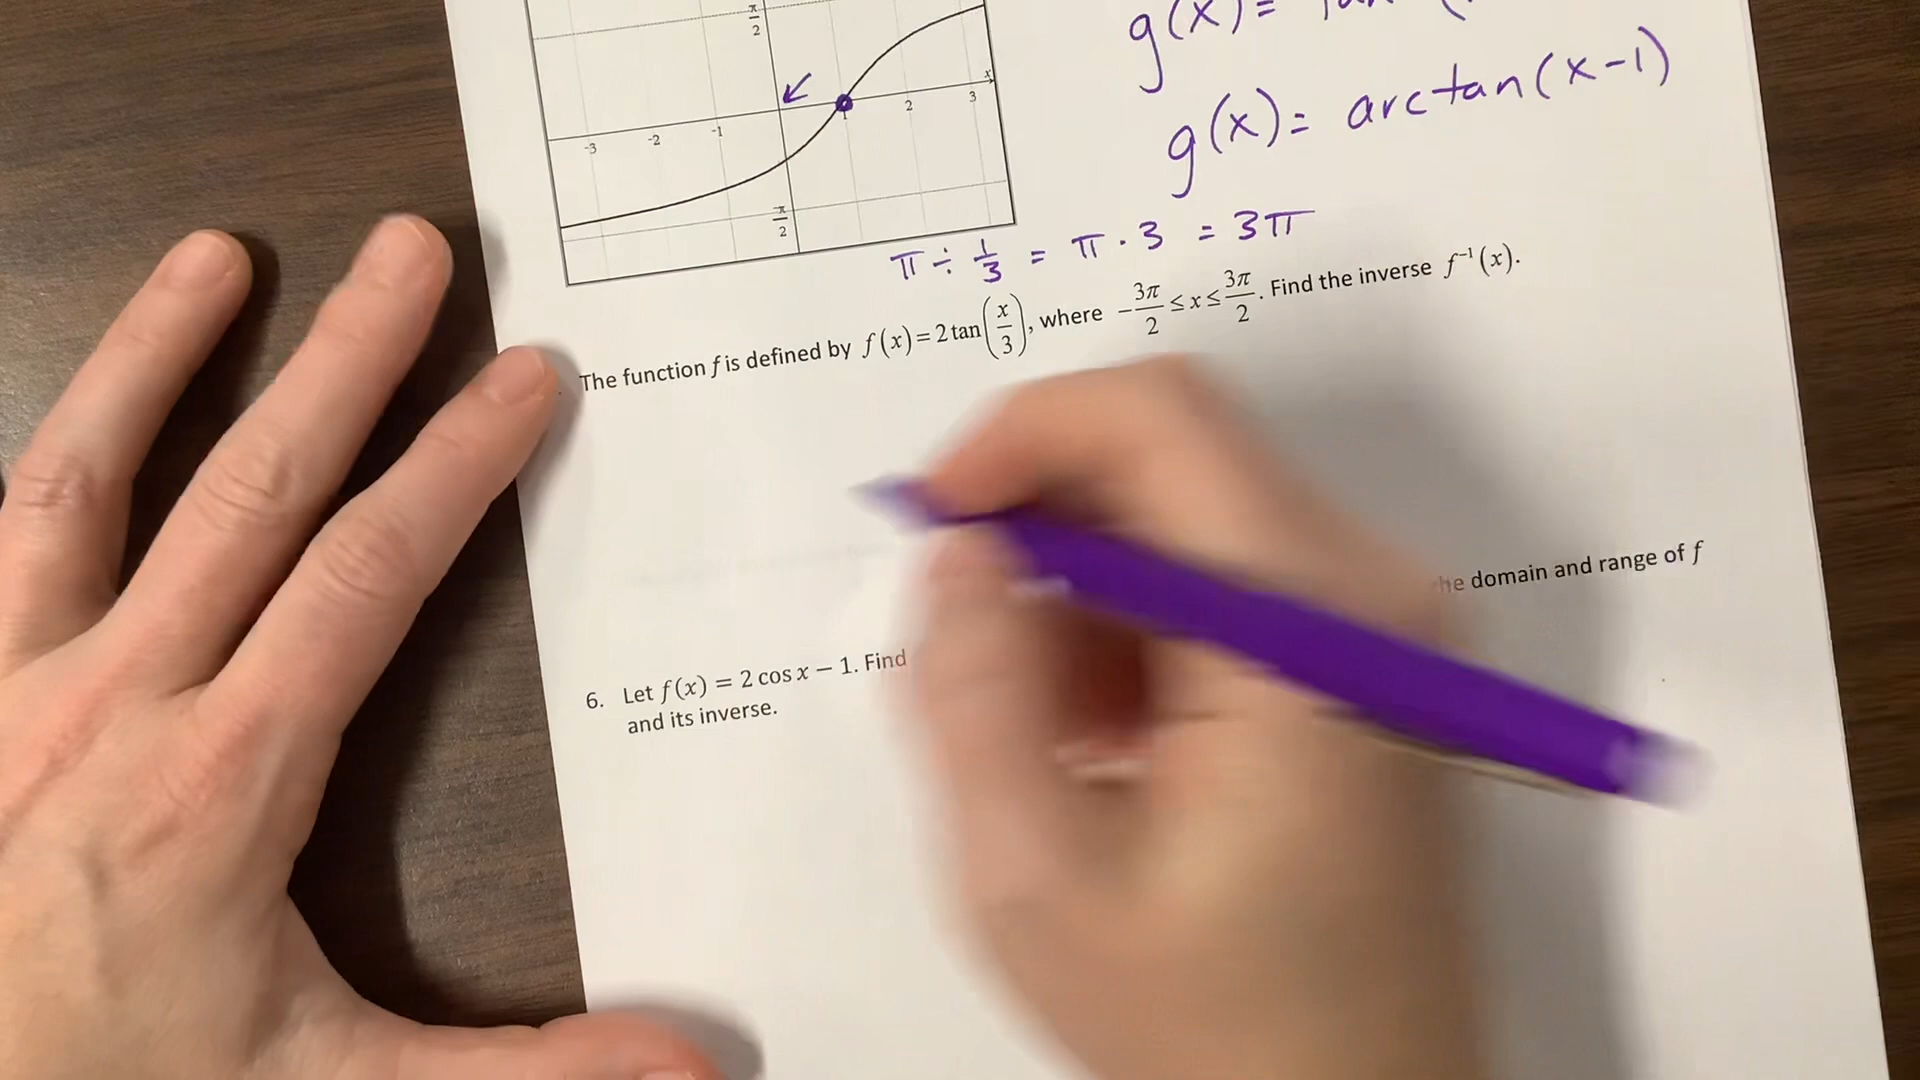 π/2
g(x) =
g(x) = arctan(x-1)
x
-3 -2 -1 1 2 3
-π/2
π ÷ 1/3 = π · 3 = 3π
The function f is defined by f(x) = 2 tan(x/3), where -3π/2 ≤ x ≤ 3π/2. Find the inverse f⁻¹(x).
6. Let f(x) = 2 cos x − 1. Find he domain and range of f
and its inverse.